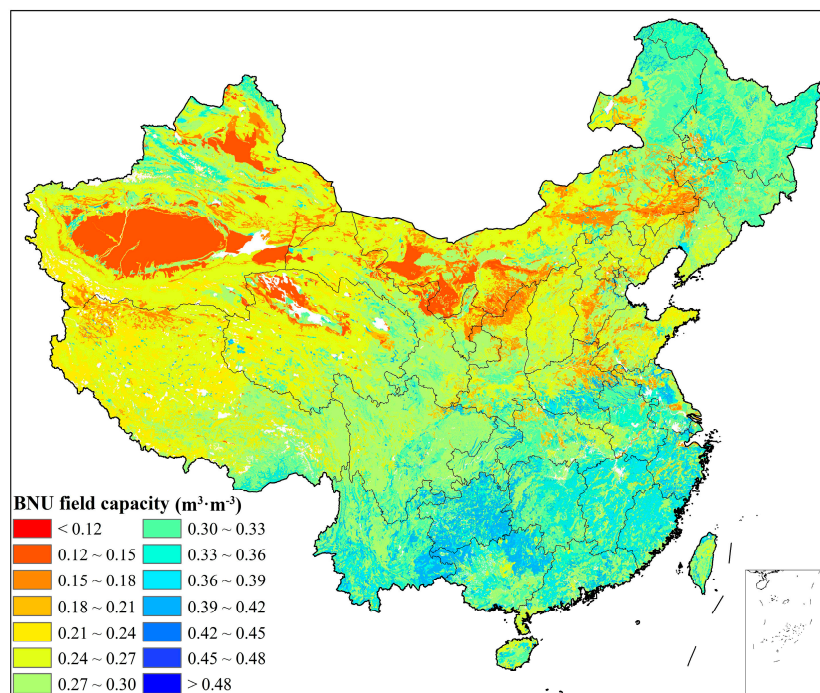 BNU field capacity (m³·m⁻³)
< 0.12
0.12 ~ 0.15
0.15 ~ 0.18
0.18 ~ 0.21
0.21 ~ 0.24
0.24 ~ 0.27
0.27 ~ 0.30
0.30 ~ 0.33
0.33 ~ 0.36
0.36 ~ 0.39
0.39 ~ 0.42
0.42 ~ 0.45
0.45 ~ 0.48
> 0.48